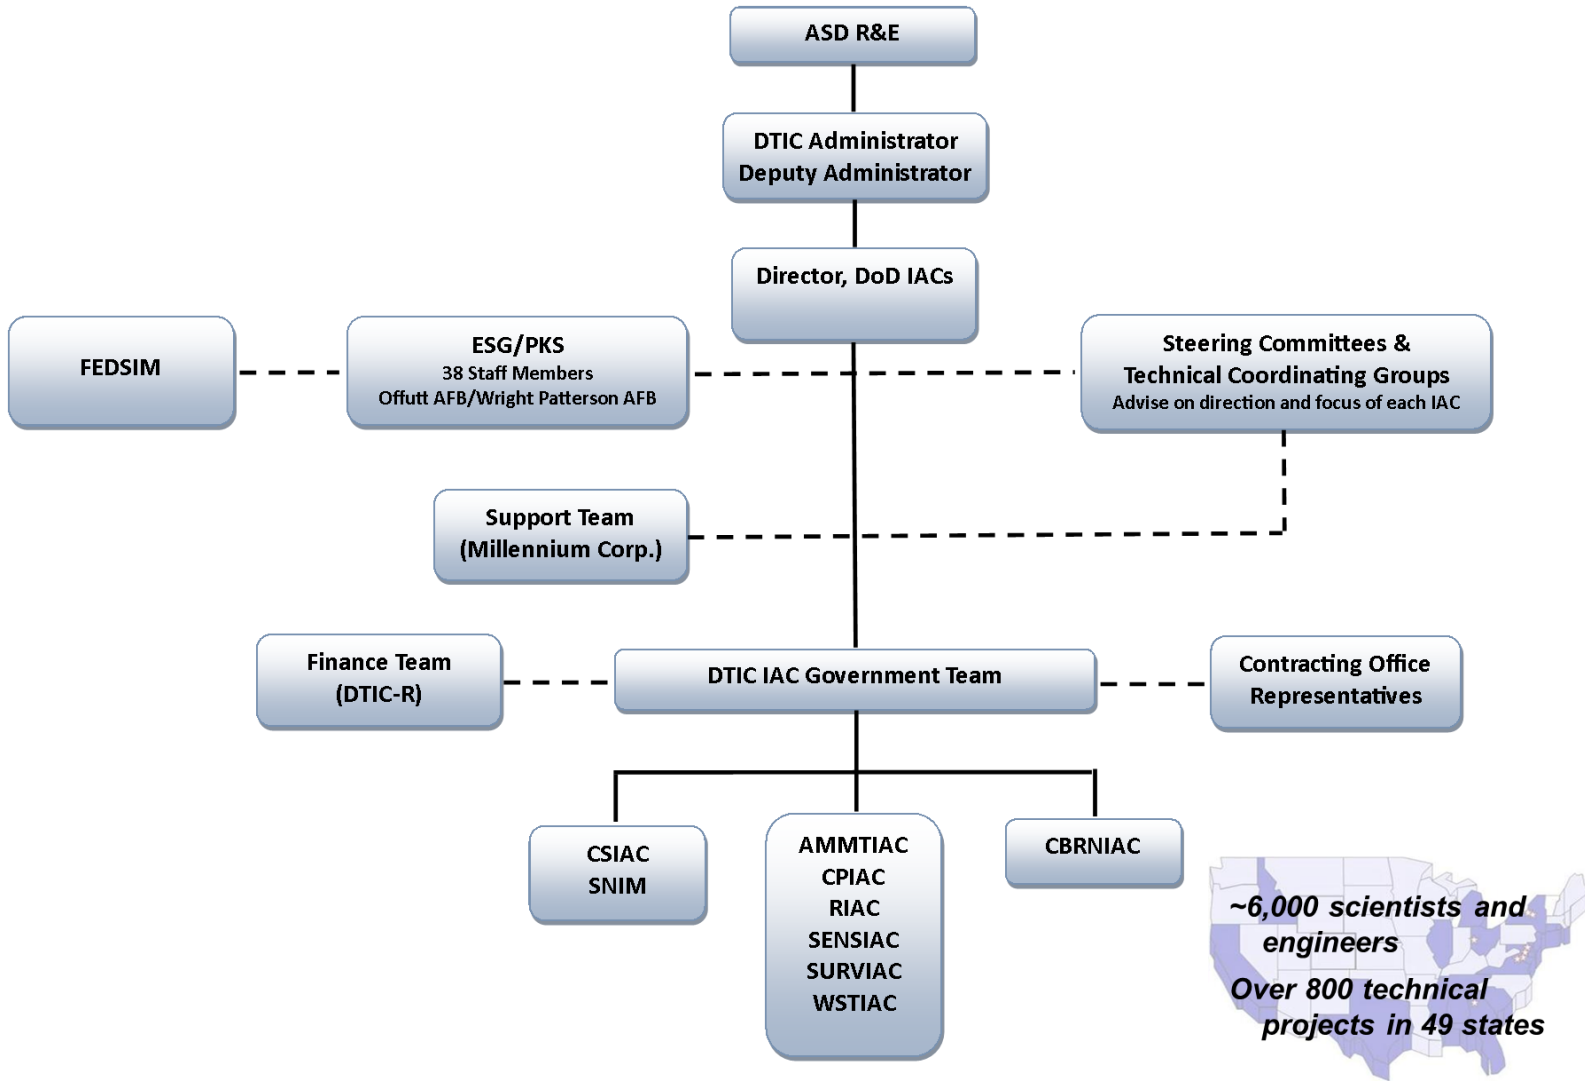 ASD R&E
DTIC Administrator
Deputy Administrator
Director, DoD IACs
FEDSIM
ESG/PKS
38 Staff Members
Offutt AFB/Wright Patterson AFB
Steering Committees &
Technical Coordinating Groups
Advise on direction and focus of each IAC
Support Team
(Millennium Corp.)
Finance Team
(DTIC-R)
DTIC IAC Government Team
Contracting Office
Representatives
CSIAC
SNIM
AMMTIAC
CPIAC
RIAC
SENSIAC
SURVIAC
WSTIAC
CBRNIAC
~6,000 scientists and
engineers
Over 800 technical
projects in 49 states